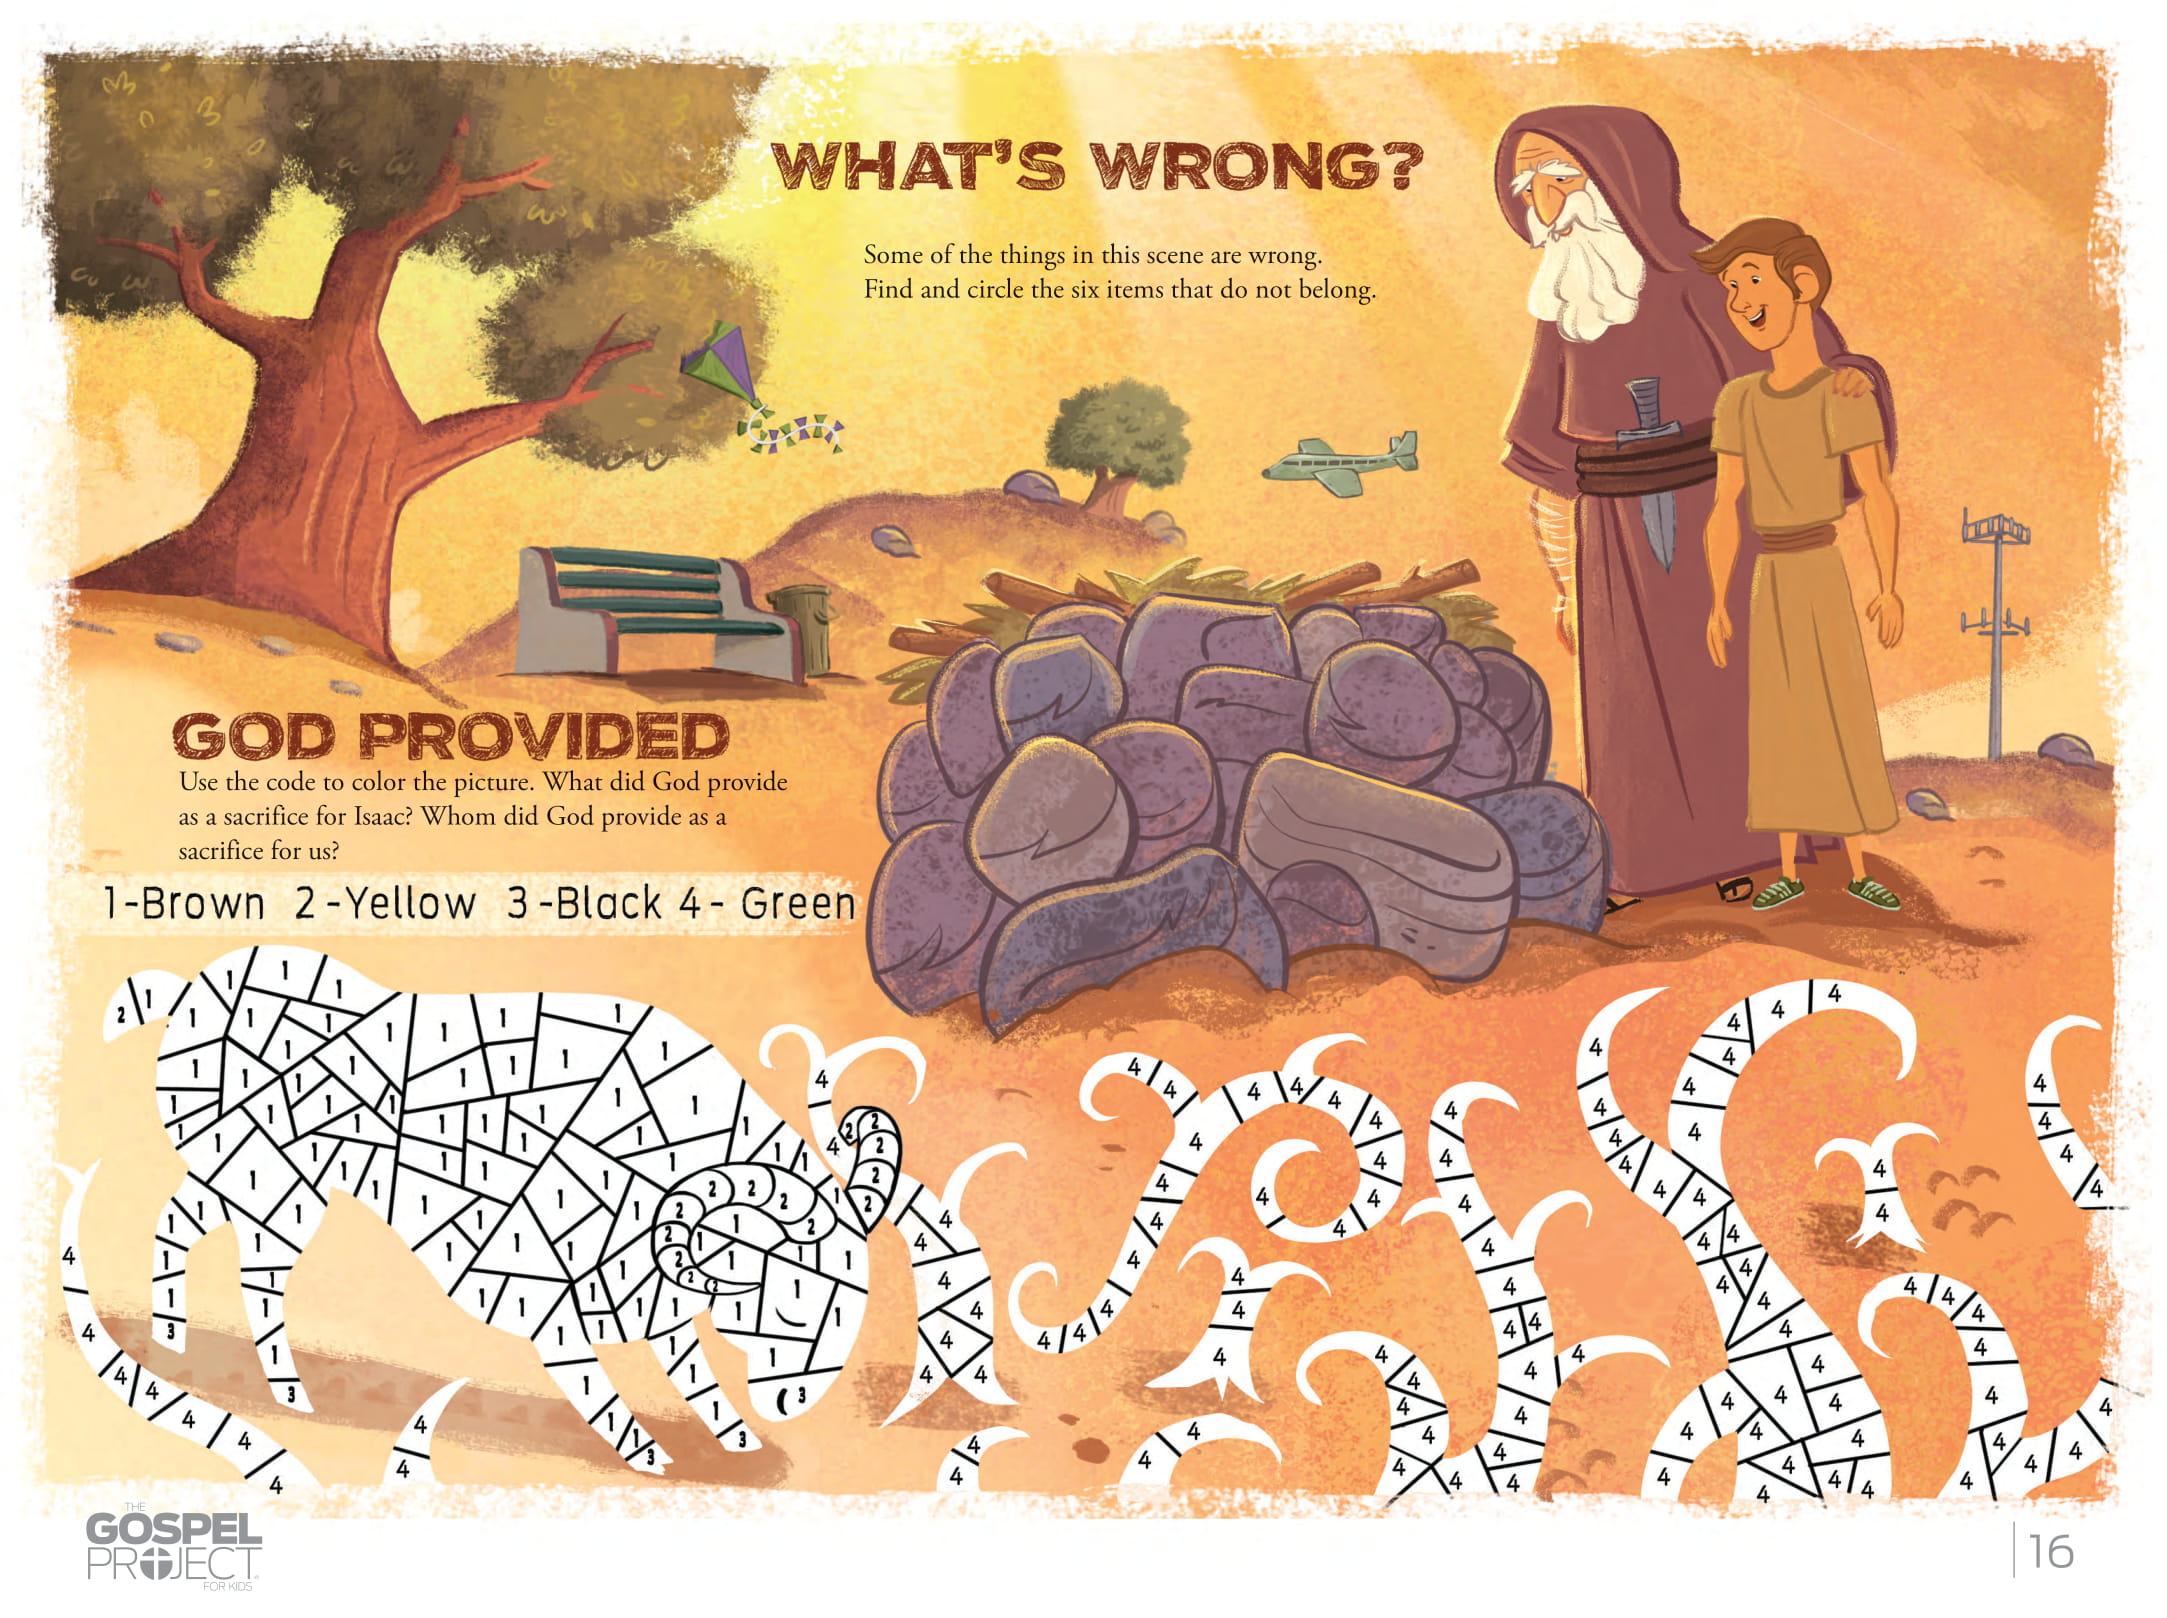 WHAT'S WRONG?
Some of the things in this scene are wrong.
Find and circle the six items that do not belong.
GOD PROVIDED
Use the code to color the picture. What did God provide
as a sacrifice for Isaac? Whom did God provide as a
sacrifice for us?
1-Brown 2-Yellow 3-Black 4- Green
THE
GOSPEL
PROJECT
FOR KIDS
16